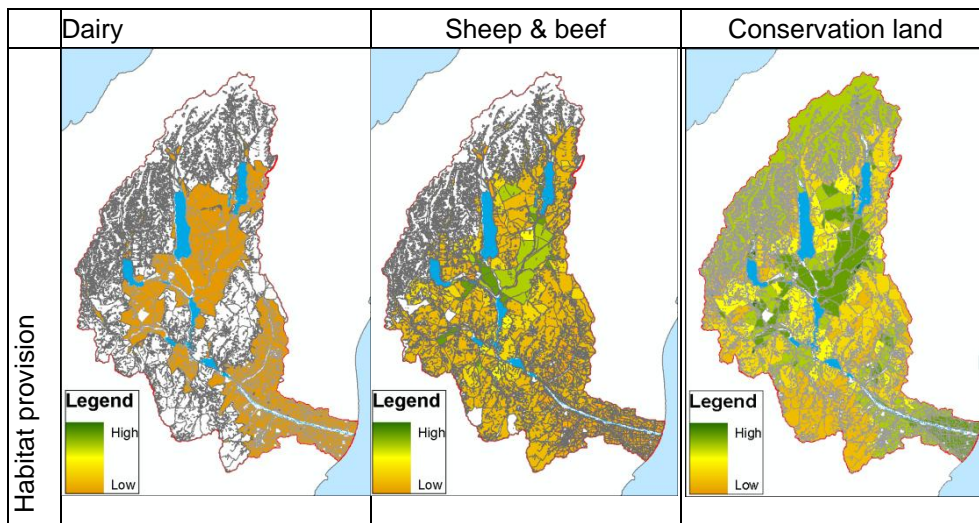 Dairy
Sheep & beef
Conservation land
Habitat provision
Legend
High
Low
Legend
High
Low
Legend
High
Low